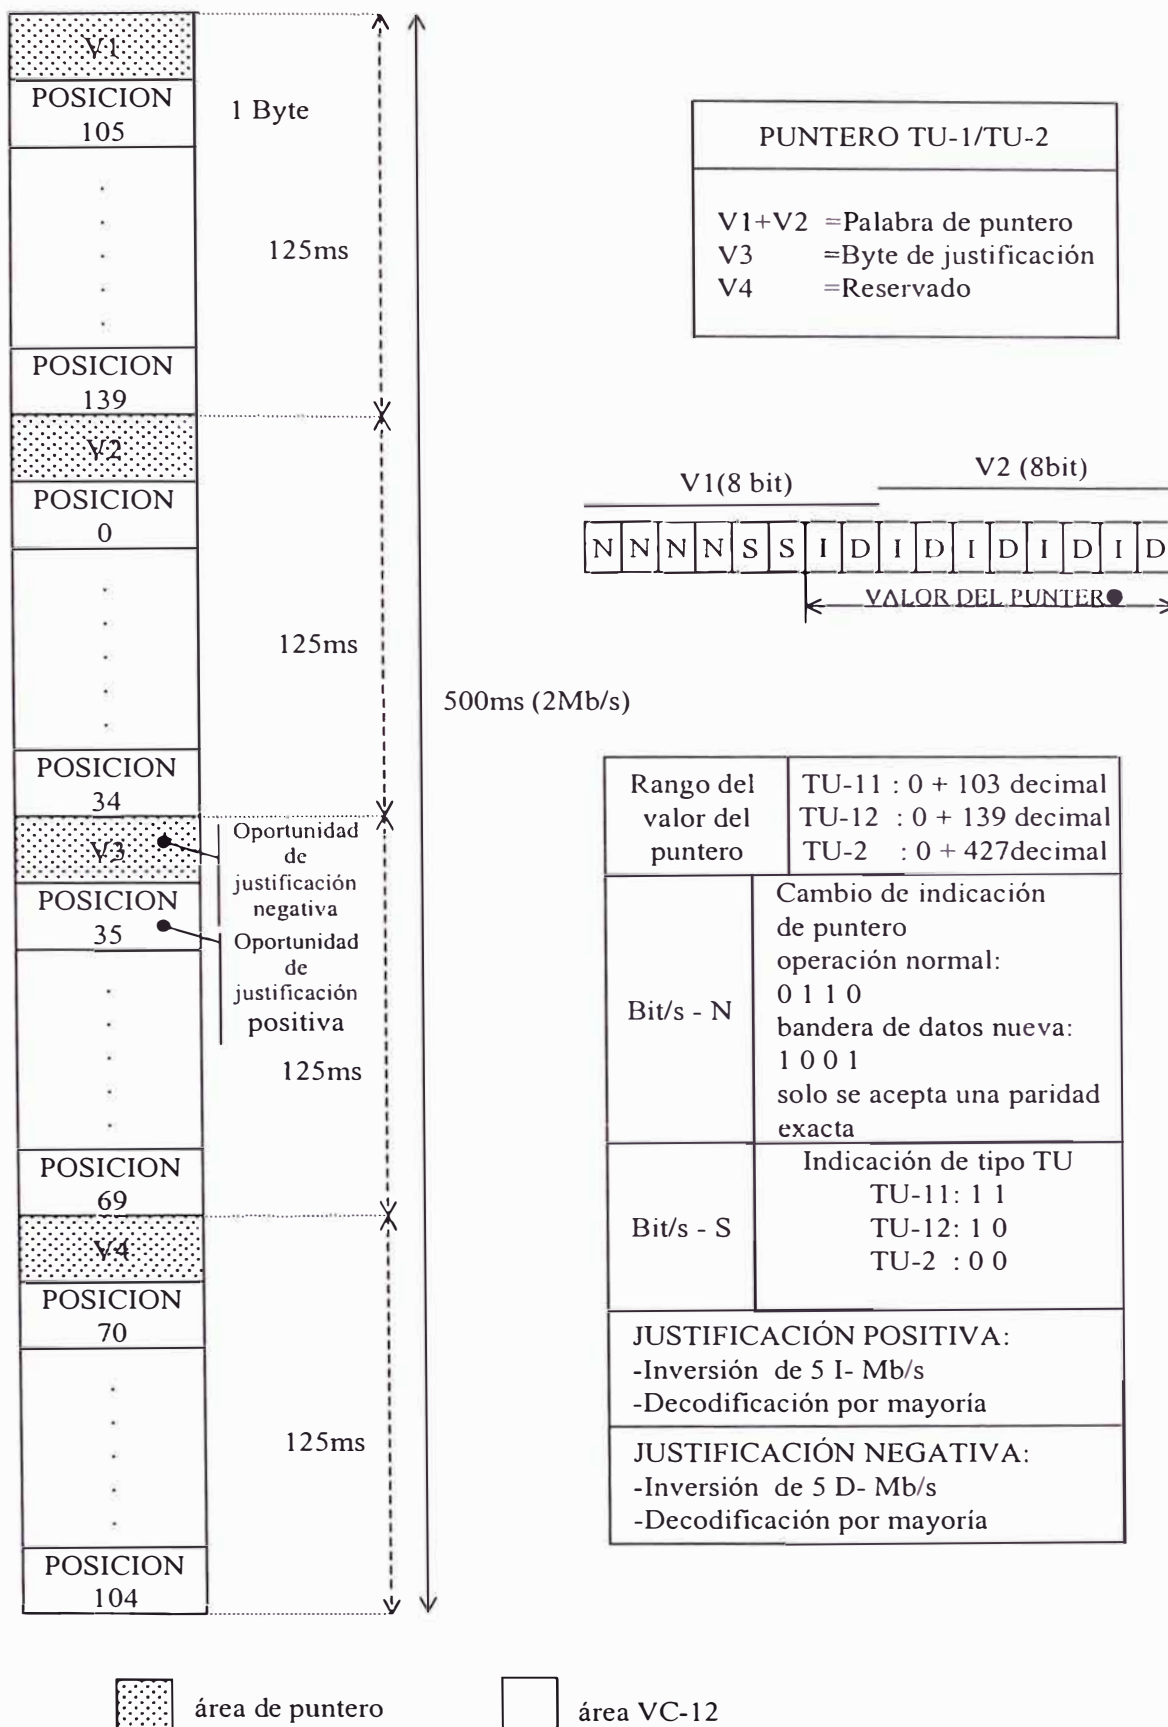 V1
POSICION
105
1 Byte
125ms
POSICION
139
V2
POSICION
0
125ms
500ms (2Mb/s)
POSICION
34
V3
Oportunidad
de
justificación
negativa
POSICION
35
Oportunidad
de
justificación
positiva
125ms
POSICION
69
V4
POSICION
70
125ms
POSICION
104
área de puntero
área VC-12
PUNTERO TU-1/TU-2
V1+V2 =Palabra de puntero
V3 =Byte de justificación
V4 =Reservado
V1(8 bit)
V2 (8bit)
N N N N S S I D I D I D I D I D
VALOR DEL PUNTERO
Rango del
valor del
puntero
TU-11 : 0 + 103 decimal
TU-12 : 0 + 139 decimal
TU-2 : 0 + 427decimal
Bit/s - N
Cambio de indicación
de puntero
operación normal:
0 1 1 0
bandera de datos nueva:
1 0 0 1
solo se acepta una paridad
exacta
Bit/s - S
Indicación de tipo TU
TU-11: 1 1
TU-12: 1 0
TU-2 : 0 0
JUSTIFICACIÓN POSITIVA:
-Inversión de 5 I- Mb/s
-Decodificación por mayoría
JUSTIFICACIÓN NEGATIVA:
-Inversión de 5 D- Mb/s
-Decodificación por mayoría